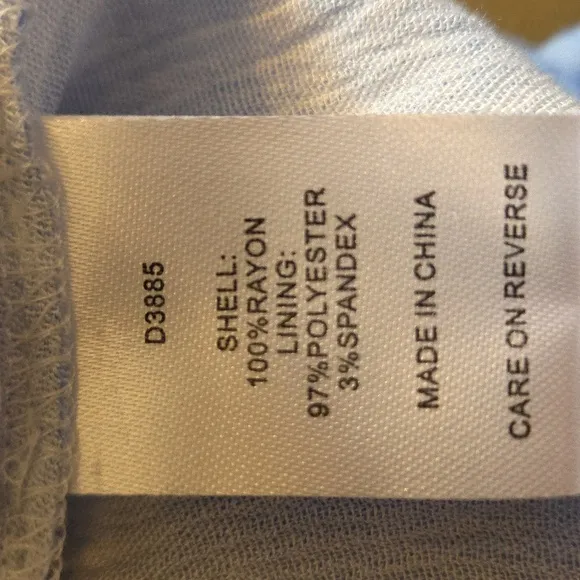 D3885
SHELL:
100%RAYON
LINING:
97%POLYESTER
3%SPANDEX
MADE IN CHINA
CARE ON REVERSE